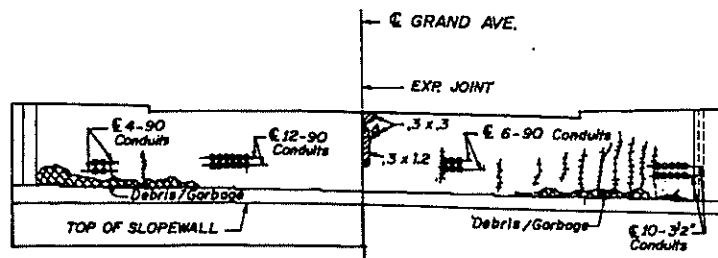 ℄ GRAND AVE.
EXP. JOINT
℄ 4-90
Conduits
℄ 12-90
Conduits
.3 x .3
℄ 6-90
Conduits
.3 x 1.2
Debris/Garbage
TOP OF SLOPEWALL
Debris/Garbage
℄ 10-3½"
Conduits